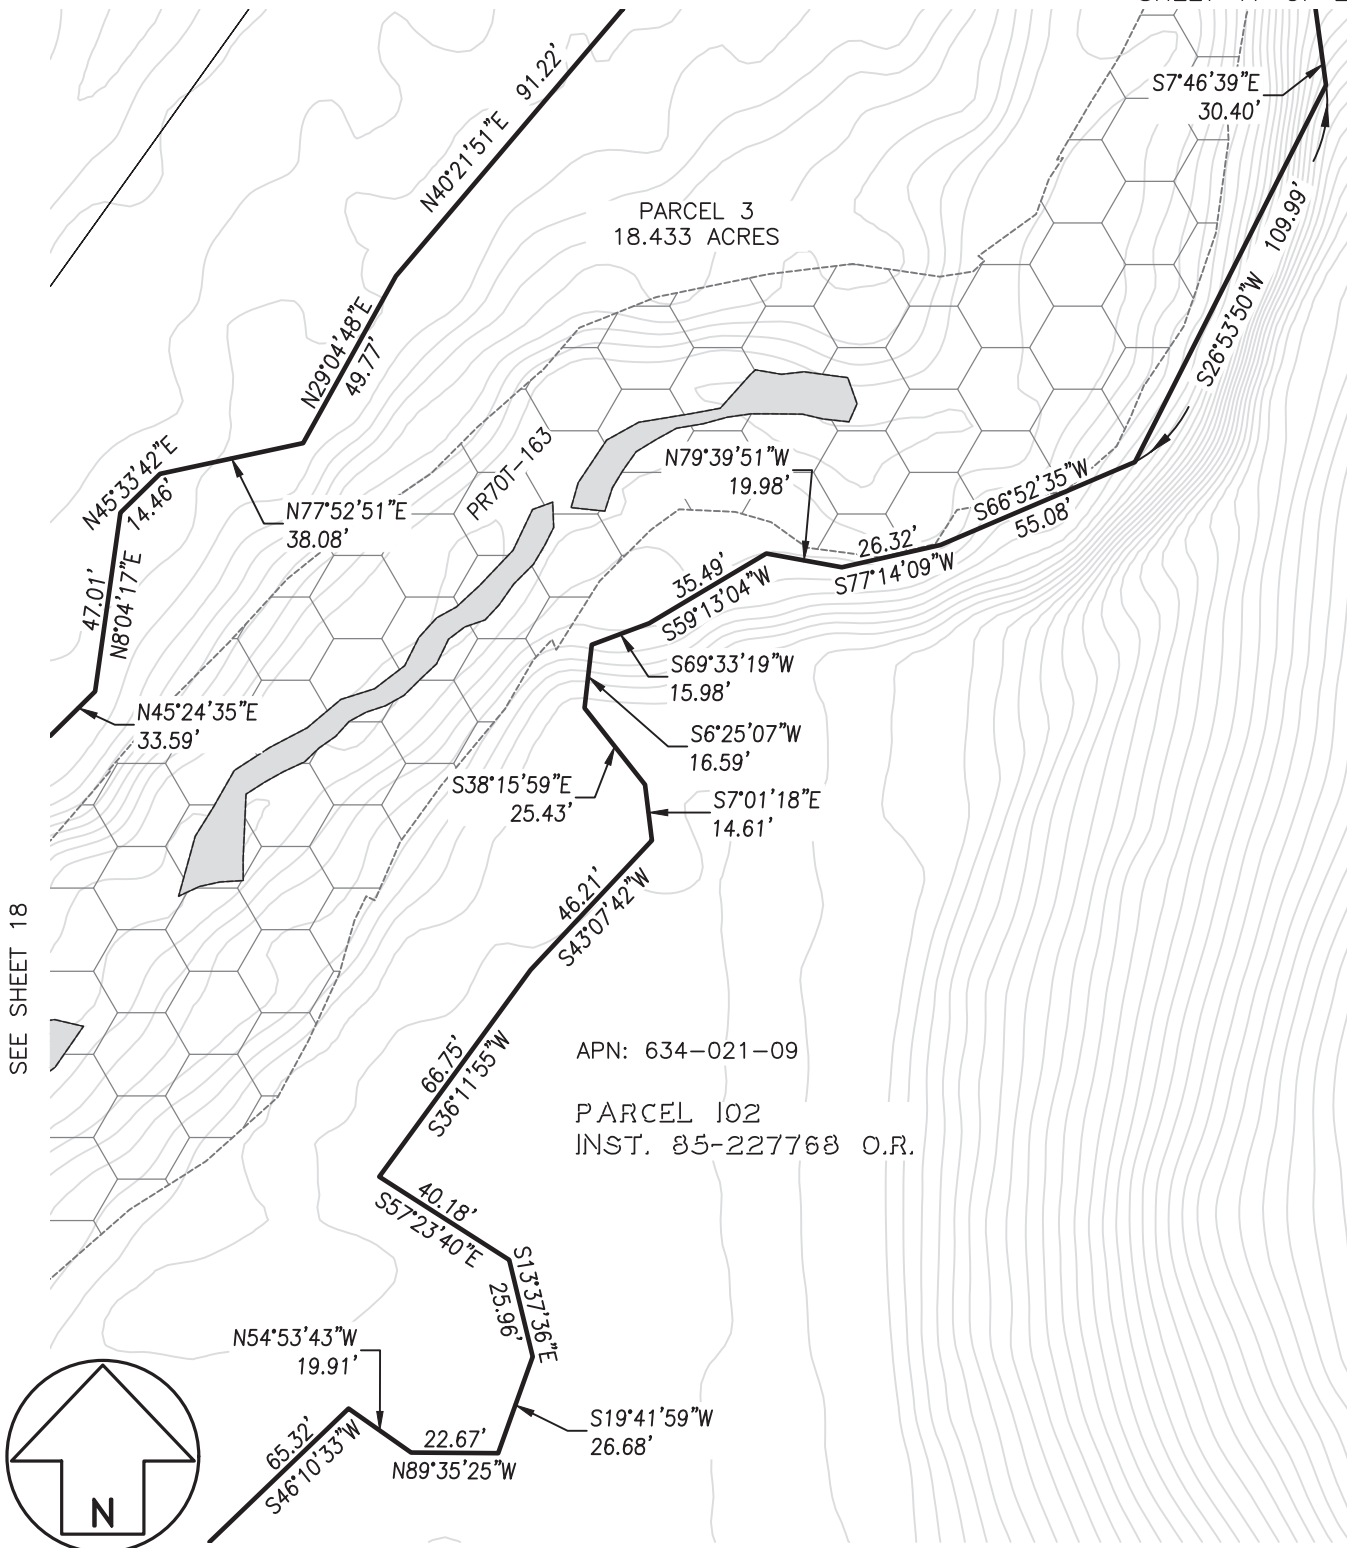 S7°46'39"E
30.40'
N40°21'51"E 91.22'
PARCEL 3
18.433 ACRES
S26°53'50"W 109.99'
N29°04'48"E
49.77'
N45°33'42"E
14.46'
N77°52'51"E
38.08'
PR70T-163
N79°39'51"W
19.98'
S66°52'35"W
55.08'
26.32'
S77°14'09"W
35.49'
S59°13'04"W
47.01'
N8°04'17"E
S69°33'19"W
15.98'
N45°24'35"E
33.59'
S6°25'07"W
16.59'
S38°15'59"E
25.43'
S7°01'18"E
14.61'
46.21'
S43°07'42"W
SEE SHEET 18
66.75'
S36°11'55"W
APN: 634-021-09
PARCEL 102
INST. 85-227768 O.R.
40.18'
S57°23'40"E
S13°37'36"E
25.96'
N54°53'43"W
19.91'
S19°41'59"W
26.68'
65.32'
S46°10'33"W
22.67'
N89°35'25"W
N